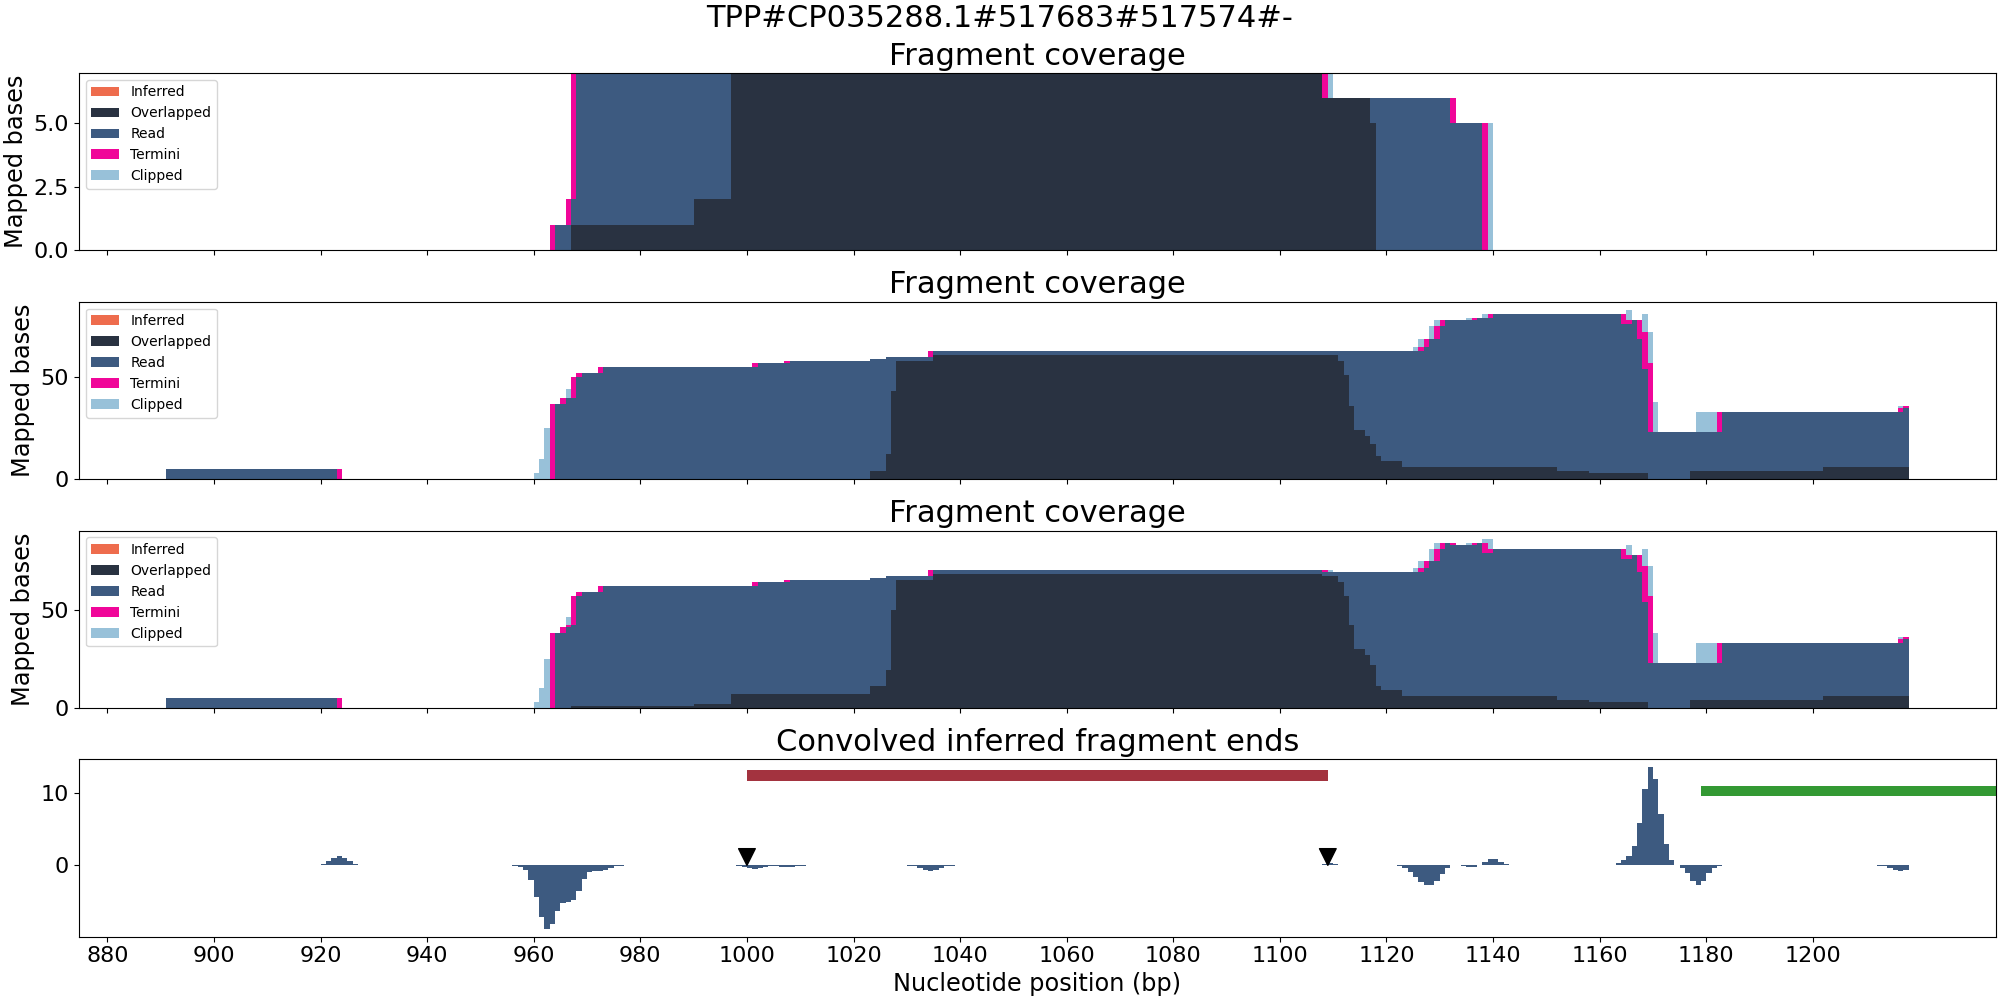 TPP#CP035288.1#517683#517574#-
Fragment coverage
Mapped bases
5.0
2.5
0.0
Inferred
Overlapped
Read
Termini
Clipped
Fragment coverage
Mapped bases
50
0
Inferred
Overlapped
Read
Termini
Clipped
Fragment coverage
Mapped bases
50
0
Inferred
Overlapped
Read
Termini
Clipped
Convolved inferred fragment ends
10
0
880 900 920 940 960 980 1000 1020 1040 1060 1080 1100 1120 1140 1160 1180 1200
Nucleotide position (bp)